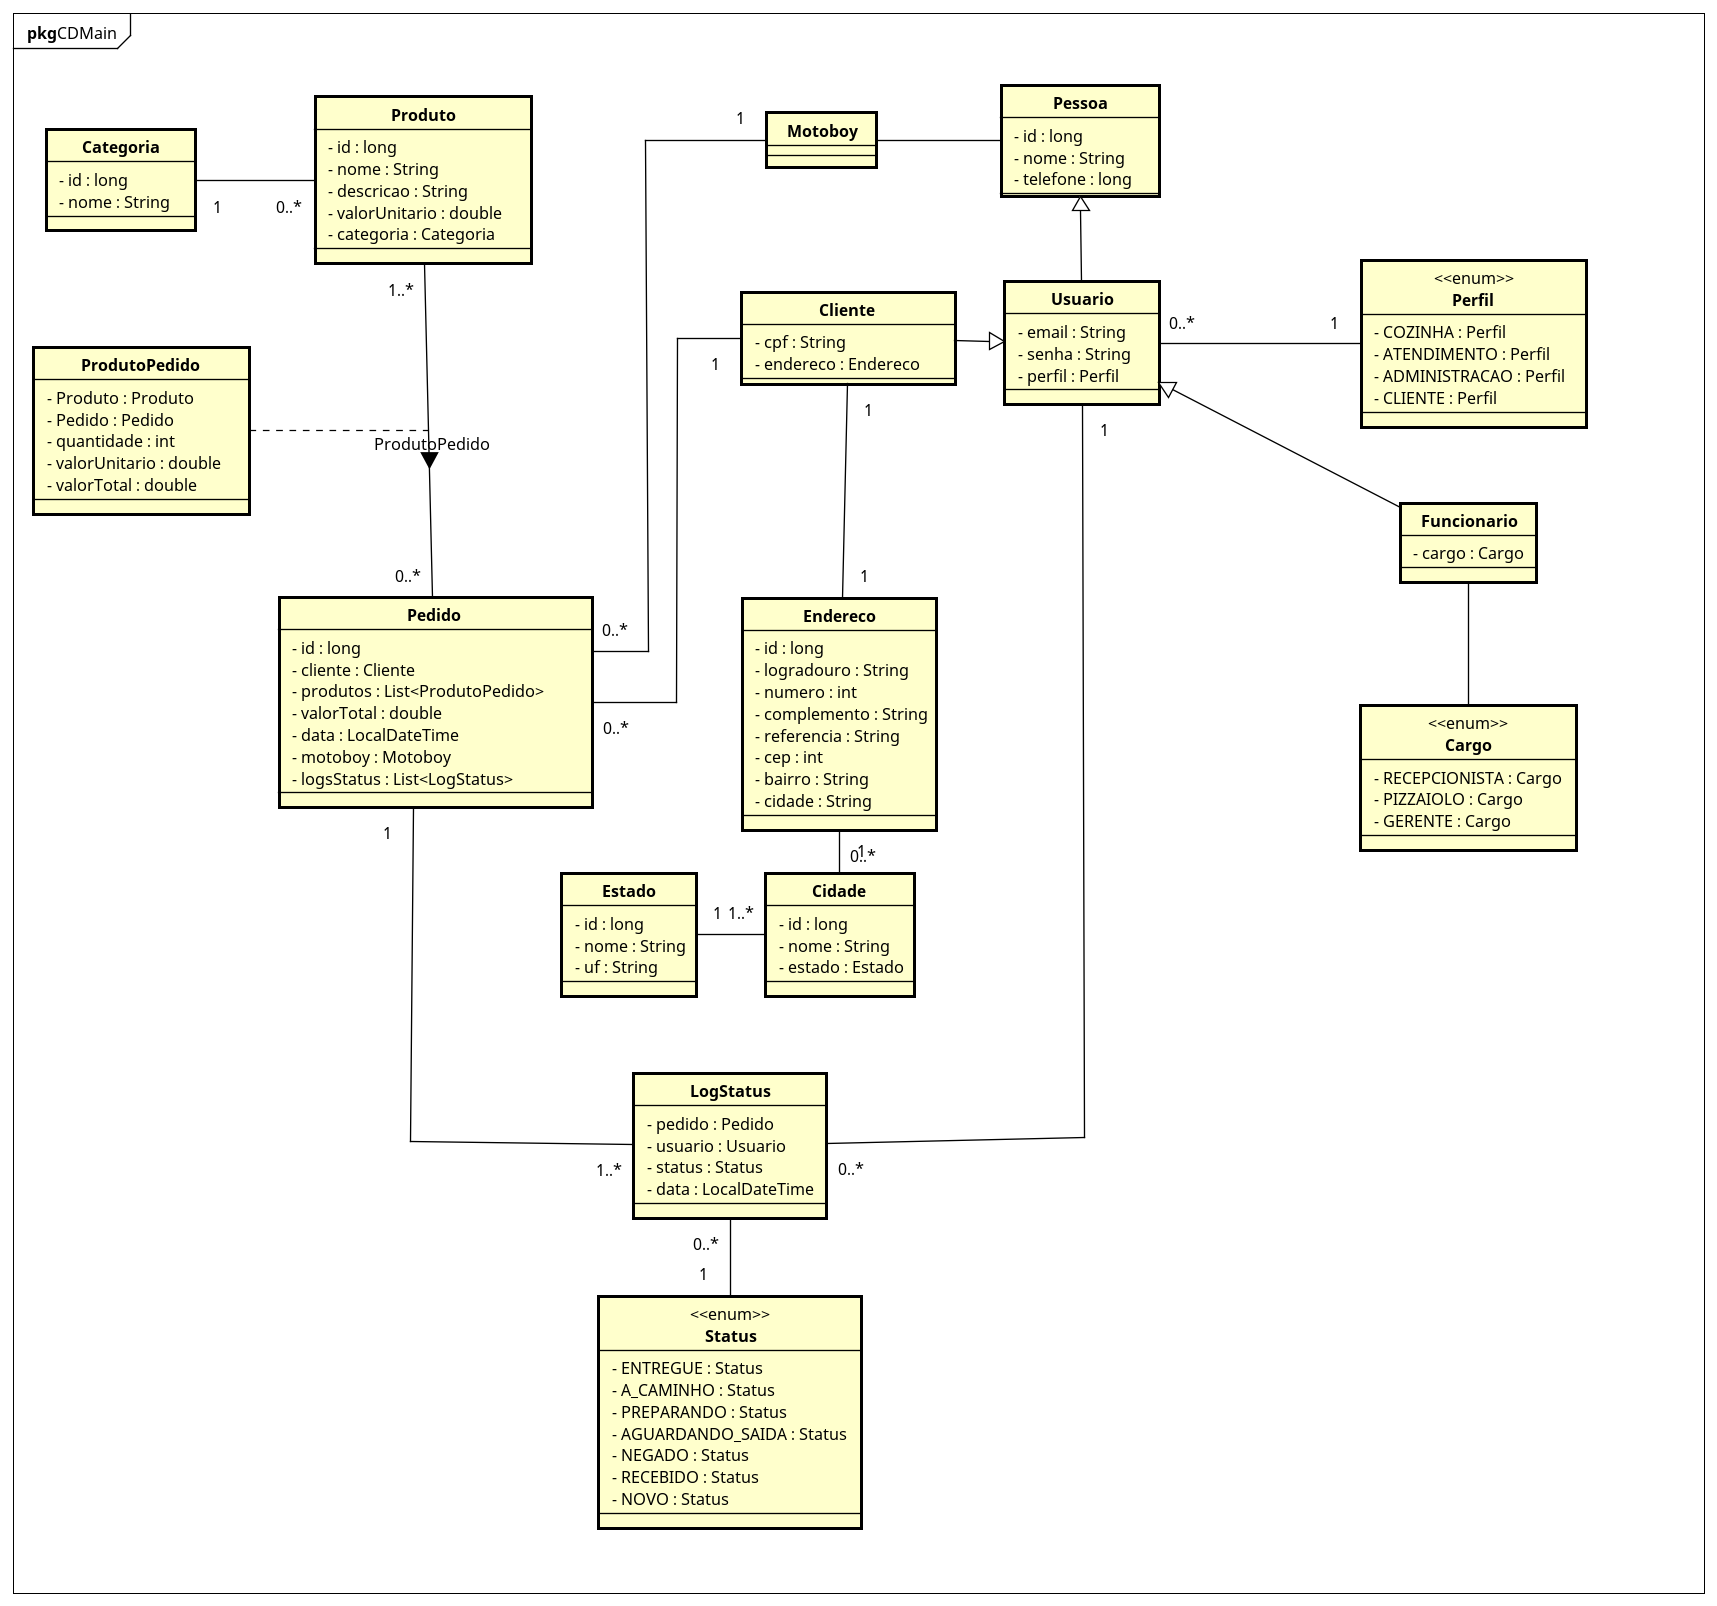 pkgCDMain
Categoria
- id : long
- nome : String
1
0..*
Produto
- id : long
- nome : String
- descricao : String
- valorUnitario : double
- categoria : Categoria
1..*
1
Motoboy
Pessoa
- id : long
- nome : String
- telefone : long
ProdutoPedido
- Produto : Produto
- Pedido : Pedido
- quantidade : int
- valorUnitario : double
- valorTotal : double
ProdutoPedido
0..*
Cliente
- cpf : String
- endereco : Endereco
1
1
Usuario
- email : String
- senha : String
- perfil : Perfil
0..*
1
1
<<enum>>
Perfil
- COZINHA : Perfil
- ATENDIMENTO : Perfil
- ADMINISTRACAO : Perfil
- CLIENTE : Perfil
Funcionario
- cargo : Cargo
Pedido
- id : long
- cliente : Cliente
- produtos : List<ProdutoPedido>
- valorTotal : double
- data : LocalDateTime
- motoboy : Motoboy
- logsStatus : List<LogStatus>
0..*
0..*
1
1
Endereco
- id : long
- logradouro : String
- numero : int
- complemento : String
- referencia : String
- cep : int
- bairro : String
- cidade : String
<<enum>>
Cargo
- RECEPCIONISTA : Cargo
- PIZZAIOLO : Cargo
- GERENTE : Cargo
1
0..*
Estado
- id : long
- nome : String
- uf : String
1
1..*
Cidade
- id : long
- nome : String
- estado : Estado
LogStatus
- pedido : Pedido
- usuario : Usuario
- status : Status
- data : LocalDateTime
1..*
0..*
0..*
1
<<enum>>
Status
- ENTREGUE : Status
- A_CAMINHO : Status
- PREPARANDO : Status
- AGUARDANDO_SAIDA : Status
- NEGADO : Status
- RECEBIDO : Status
- NOVO : Status